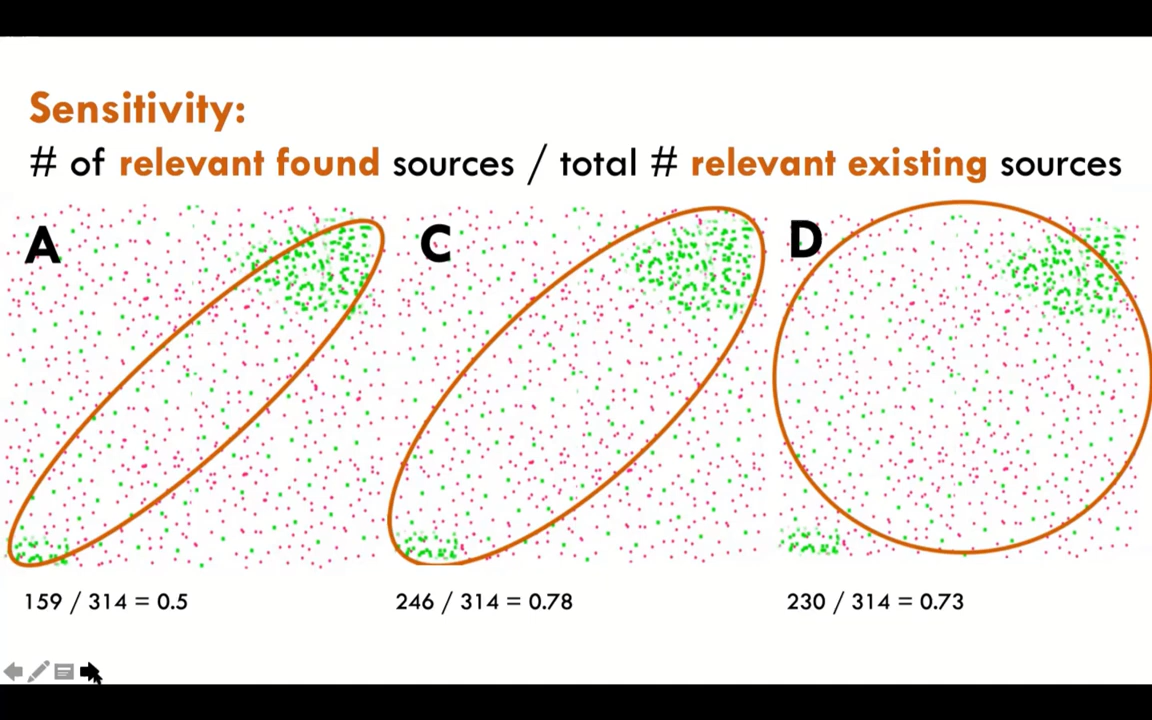 Sensitivity:
# of relevant found sources / total # relevant existing sources
A
C
D
159 / 314 = 0.5
246 / 314 = 0.78
230 / 314 = 0.73